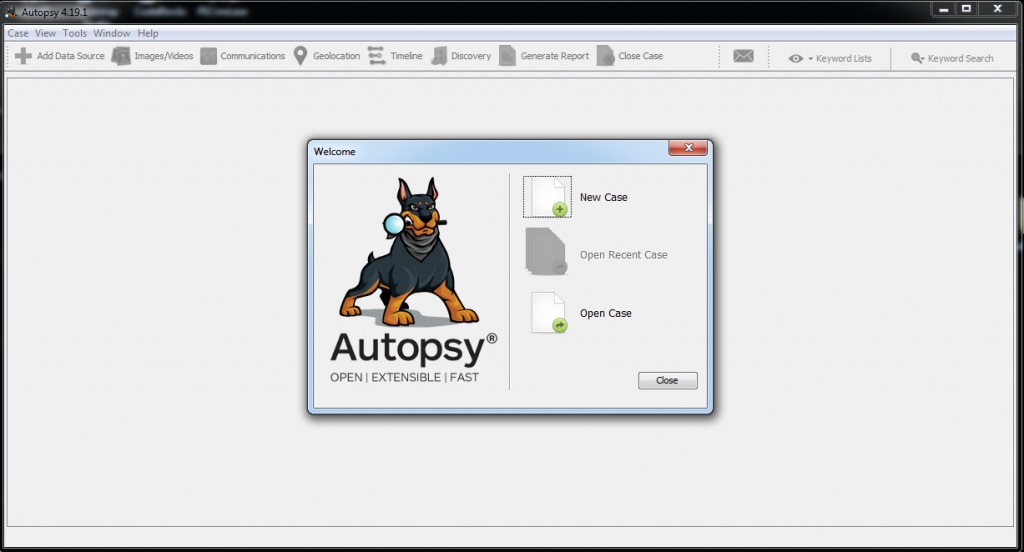 Autopsy 4.19.1
Case View Tools Window Help
Add Data Source Images/Videos Communications Geolocation Timeline Discovery Generate Report Close Case Keyword Lists Keyword Search
Welcome
New Case
Open Recent Case
Open Case
Autopsy®
OPEN | EXTENSIBLE | FAST
Close